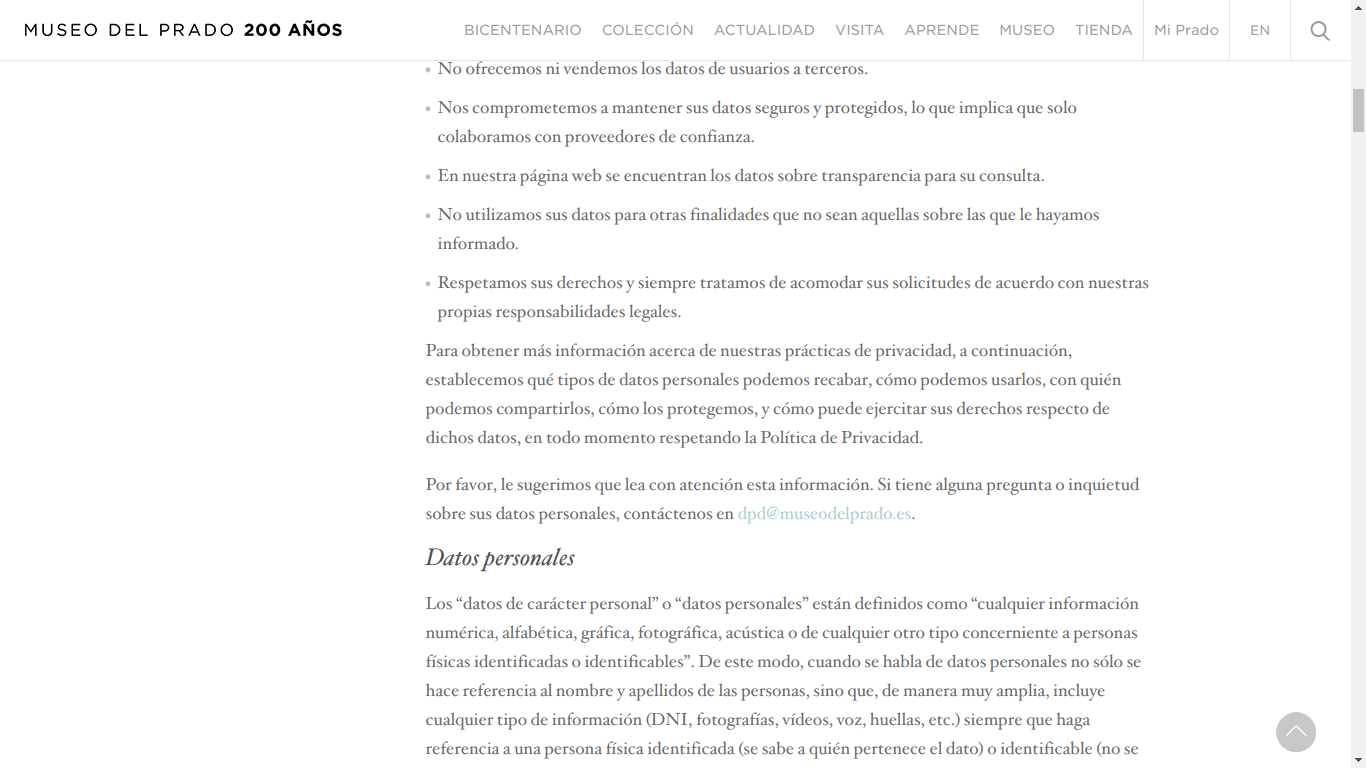 MUSEO DEL PRADO 200 AÑOS
BICENTENARIO COLECCIÓN ACTUALIDAD VISITA APRENDE MUSEO TIENDA Mi Prado EN
No ofrecemos ni vendemos los datos de usuarios a terceros.
Nos comprometemos a mantener sus datos seguros y protegidos, lo que implica que solo
colaboramos con proveedores de confianza.
En nuestra página web se encuentran los datos sobre transparencia para su consulta.
No utilizamos sus datos para otras finalidades que no sean aquellas sobre las que le hayamos
informado.
Respetamos sus derechos y siempre tratamos de acomodar sus solicitudes de acuerdo con nuestras
propias responsabilidades legales.
Para obtener más información acerca de nuestras prácticas de privacidad, a continuación,
establecemos qué tipos de datos personales podemos recabar, cómo podemos usarlos, con quién
podemos compartirlos, cómo los protegemos, y cómo puede ejercitar sus derechos respecto de
dichos datos, en todo momento respetando la Política de Privacidad.
Por favor, le sugerimos que lea con atención esta información. Si tiene alguna pregunta o inquietud
sobre sus datos personales, contáctenos en dpd@museodelprado.es.
Datos personales
Los “datos de carácter personal” o “datos personales” están definidos como “cualquier información
numérica, alfabética, gráfica, fotográfica, acústica o de cualquier otro tipo concerniente a personas
físicas identificadas o identificables”. De este modo, cuando se habla de datos personales no sólo se
hace referencia al nombre y apellidos de las personas, sino que, de manera muy amplia, incluye
cualquier tipo de información (DNI, fotografías, vídeos, voz, huellas, etc.) siempre que haga
referencia a una persona física identificada (se sabe a quién pertenece el dato) o identificable (no se